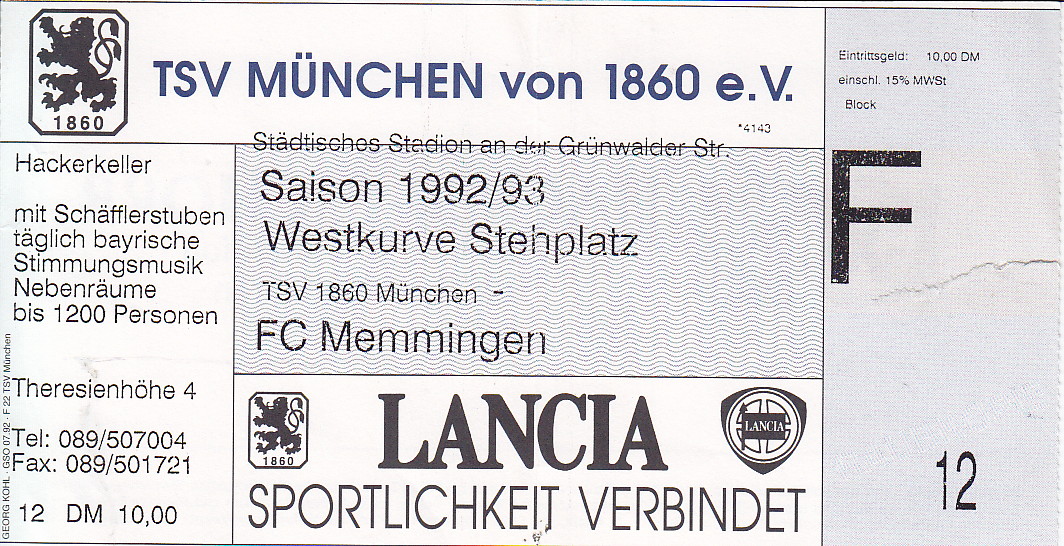 1860
TSV MÜNCHEN von 1860 e.V.
*4143
Städtisches Stadion an der Grünwalder Str.
Saison 1992/93
Westkurve Stehplatz
TSV 1860 München -
FC Memmingen
Hackerkeller
mit Schäfflerstuben
täglich bayrische
Stimmungsmusik
Nebenräume
bis 1200 Personen
Theresienhöhe 4
Tel: 089/507004
Fax: 089/501721
12 DM 10,00
GEORG KOHL · GSO 07.92 · F 22 TSV München
1860
LANCIA
LANCIA
SPORTLICHKEIT VERBINDET
Eintrittsgeld: 10,00 DM
einschl. 15% MWSt
Block
F
12